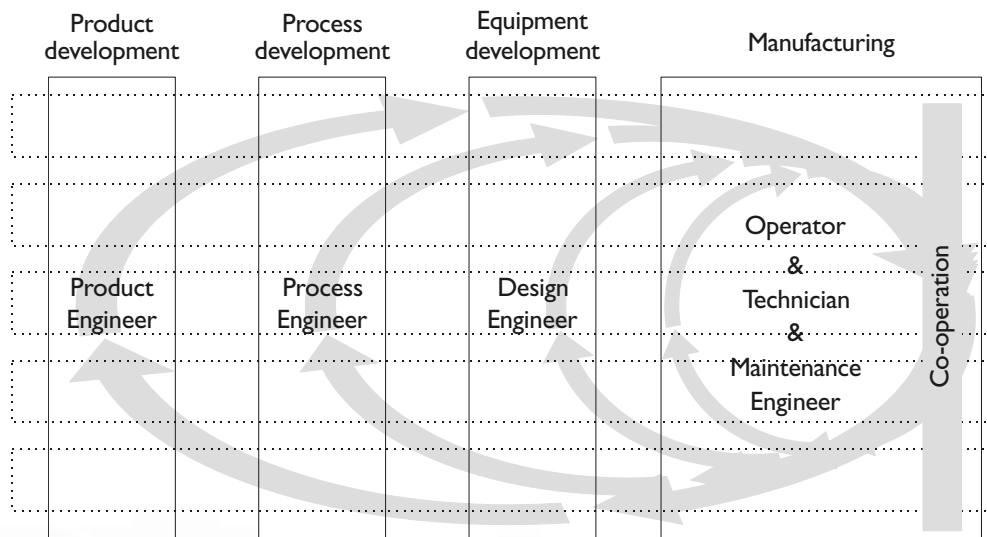 Product
development
Process
development
Equipment
development
Manufacturing
Product
Engineer
Process
Engineer
Design
Engineer
Operator
&
Technician
&
Maintenance
Engineer
Co-operation